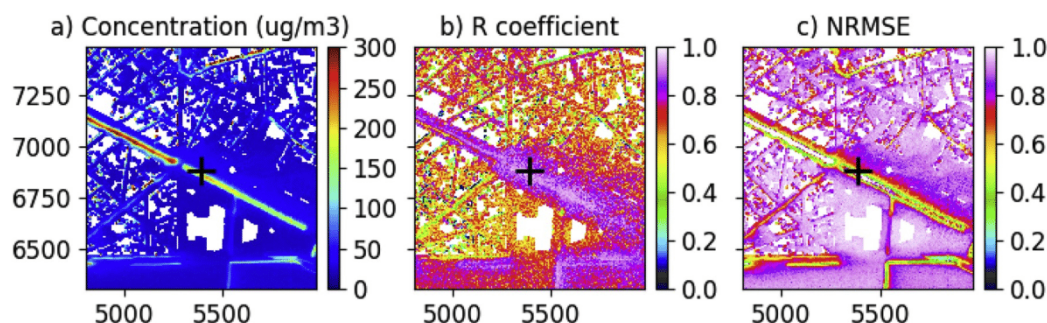 a) Concentration (ug/m3) b) R coefficient c) NRMSE
300 1.0 1.0
7250 250 0.8 0.8
7000 200 0.6 0.6
150
6750 100 0.4 0.4
6500 50 0.2 0.2
0 0.0 0.0
5000 5500 5000 5500 5000 5500